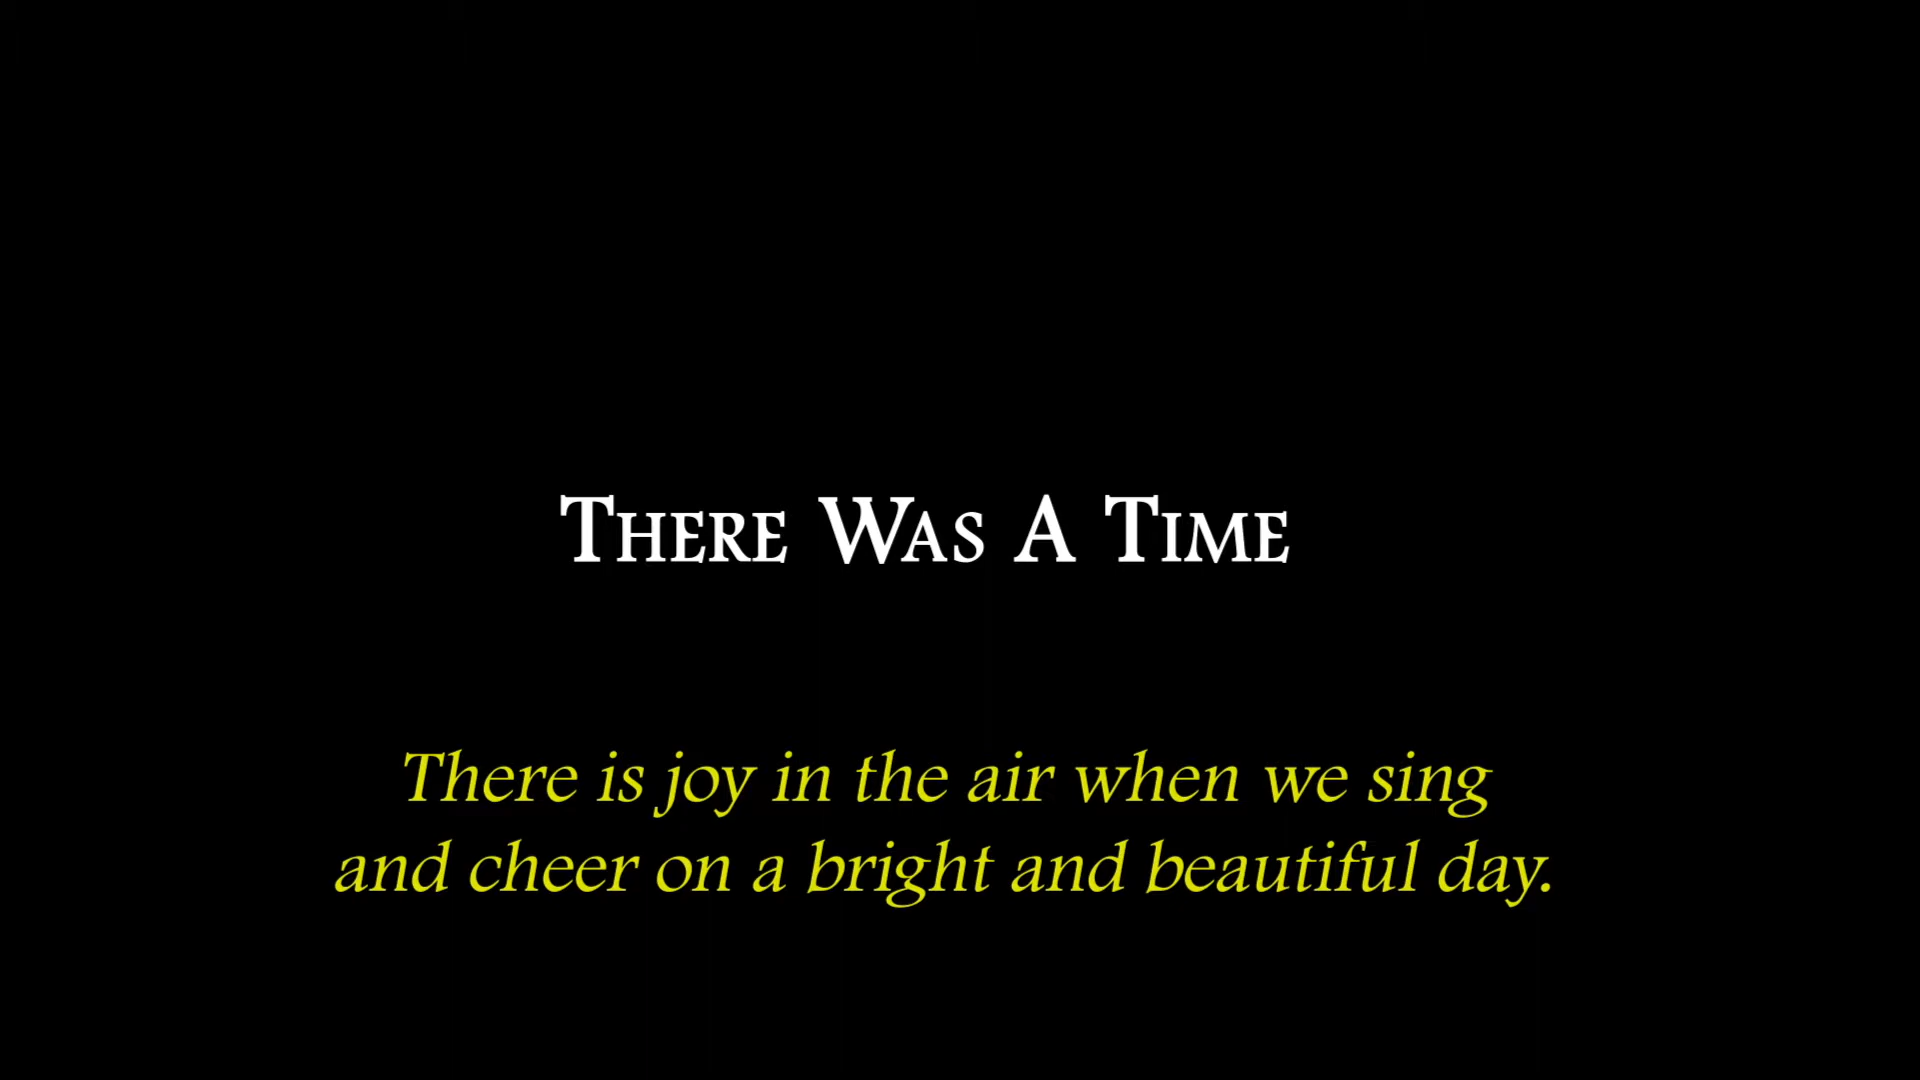 There Was A Time
There is joy in the air when we sing
and cheer on a bright and beautiful day.